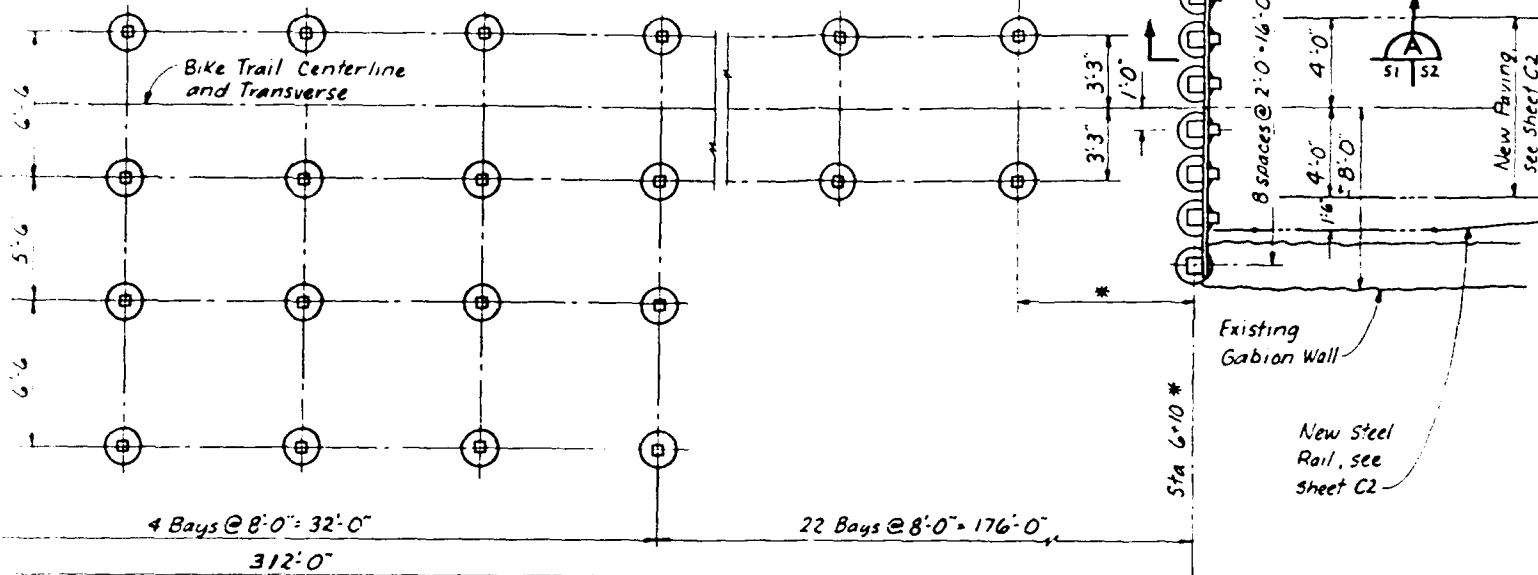 Bike Trail Centerline
and Transverse
6'-6
5'-6
6'-6
3'3"
3'3"
1'0"
8 spaces @ 2'0" = 16'-0
4'-0"
4'-0"
8'-0"
1'6"
A
S1 S2
New Paving
see sheet C2
*
Existing
Gabion Wall
New Steel
Rail, see
sheet C2
Sta 6+10 *
4 Bays @ 8'-0" = 32'-0"
22 Bays @ 8'-0" = 176'-0"
312'-0"